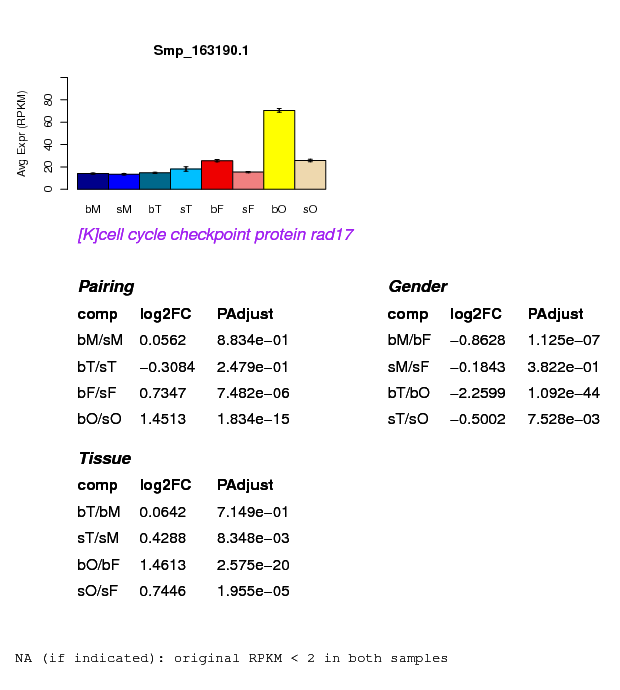 Smp_163190.1
Avg Expr (RPKM)
0 20 40 60 80
bM sM bT sT bF sF bO sO
[K]cell cycle checkpoint protein rad17
Pairing
comp log2FC PAdjust
bM/sM 0.0562 8.834e−01
bT/sT −0.3084 2.479e−01
bF/sF 0.7347 7.482e−06
bO/sO 1.4513 1.834e−15
Gender
comp log2FC PAdjust
bM/bF −0.8628 1.125e−07
sM/sF −0.1843 3.822e−01
bT/bO −2.2599 1.092e−44
sT/sO −0.5002 7.528e−03
Tissue
comp log2FC PAdjust
bT/bM 0.0642 7.149e−01
sT/sM 0.4288 8.348e−03
bO/bF 1.4613 2.575e−20
sO/sF 0.7446 1.955e−05
NA (if indicated): original RPKM < 2 in both samples